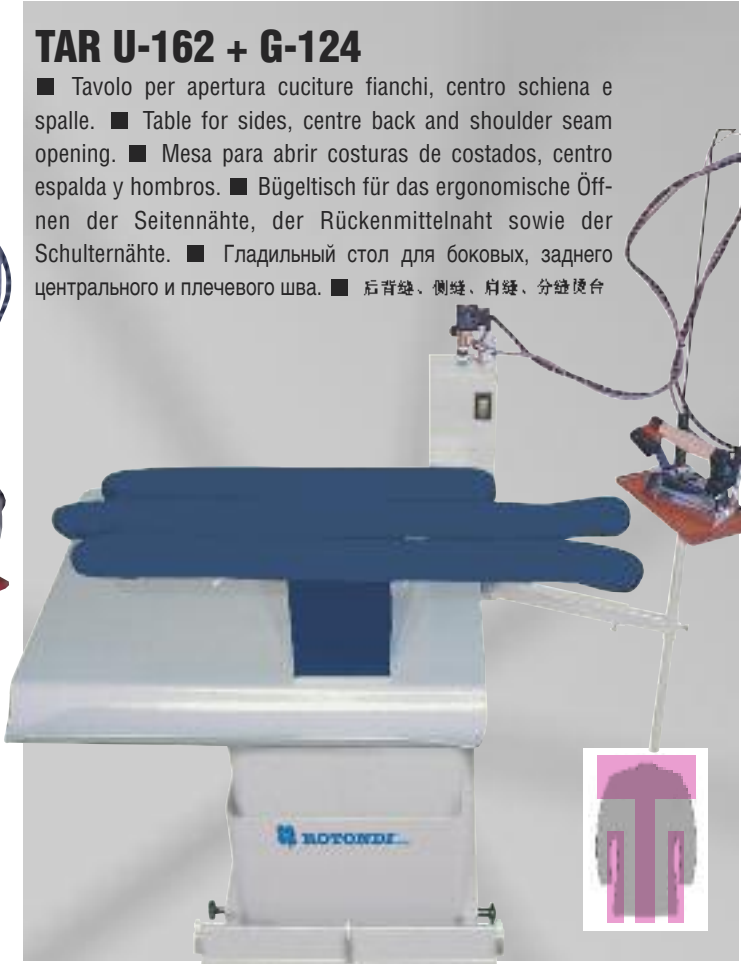 TAR U-162 + G-124
■ Tavolo per apertura cuciture fianchi, centro schiena e
spalle. ■ Table for sides, centre back and shoulder seam
opening. ■ Mesa para abrir costuras de costados, centro
espalda y hombros. ■ Bügeltisch für das ergonomische Öff-
nen der Seitennähte, der Rückenmittelnaht sowie der
Schulternähte. ■ Гладильный стол для боковых, заднего
центрального и плечевого шва. ■ 后背缝、侧缝、肩缝、分缝烫台
ROTONDI